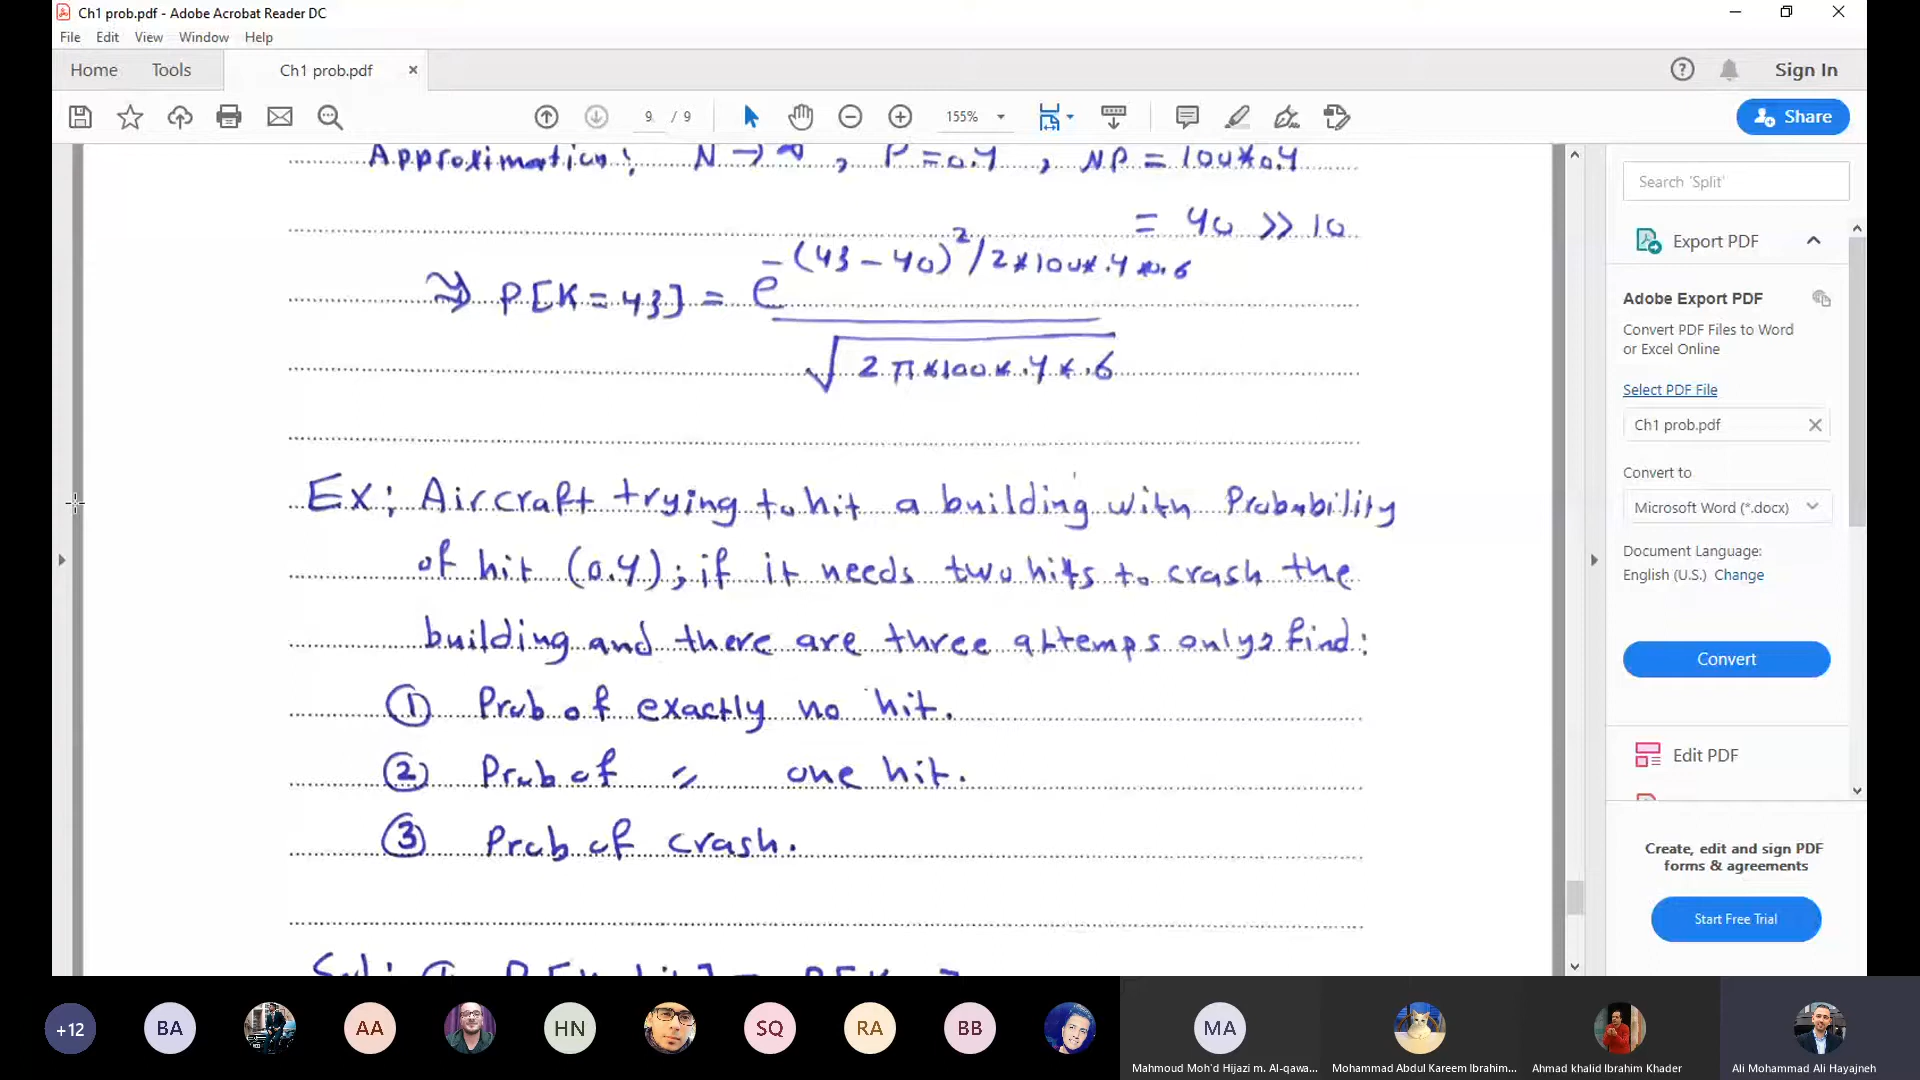 Ch1 prob.pdf - Adobe Acrobat Reader DC
File Edit View Window Help
Home Tools Ch1 prob.pdf × Sign In
9 / 9 155% Share
Approximation: N → ∞ , P = 0.4 , NP = 100*0.4
= 40 >> 10
⇒ P[K = 43] = e^-(43-40)^2/2*100*.4*0.6
√2π*100*.4*.6
Ex: Aircraft trying to hit a building with Probability
of hit (0.4); if it needs two hits to crash the
building and there are three attemps only, find:
① Prob of exactly no hit.
② Prob of 〃 one hit.
③ Prob of crash.
Sol: ①
Search 'Split'
Export PDF
Adobe Export PDF
Convert PDF Files to Word
or Excel Online
Select PDF File
Ch1 prob.pdf
Convert to
Microsoft Word (*.docx)
Document Language:
English (U.S.) Change
Convert
Edit PDF
Create, edit and sign PDF
forms & agreements
Start Free Trial
+12 BA AA HN SQ RA BB MA
Mahmoud Moh'd Hijazi m. Al-qawa... Mohammad Abdul Kareem Ibrahim... Ahmad khalid Ibrahim Khader Ali Mohammad Ali Hayajneh